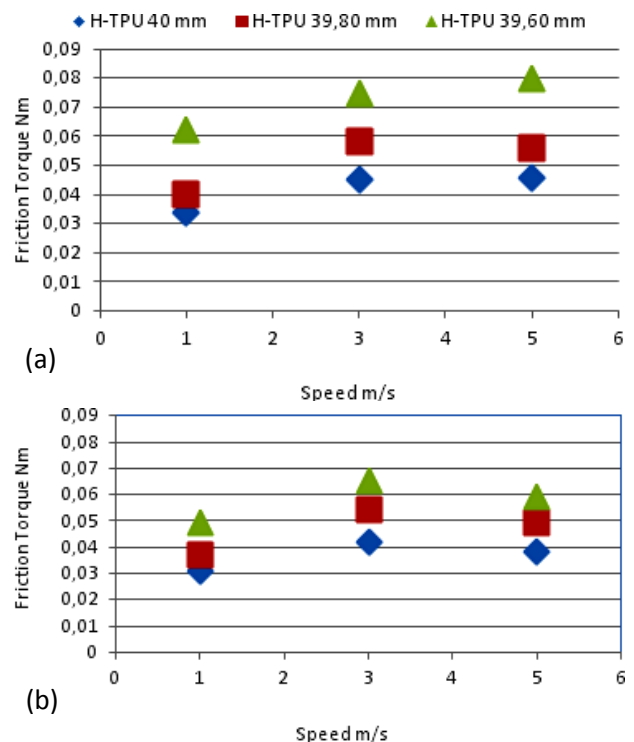 H-TPU 40 mm H-TPU 39,80 mm H-TPU 39,60 mm
0,09
0,08
0,07
0,06
0,05
0,04
0,03
0,02
0,01
0
Friction Torque Nm
0 1 2 3 4 5 6
(a)
Speed m/s
0,09
0,08
0,07
0,06
0,05
0,04
0,03
0,02
0,01
0
Friction Torque Nm
0 1 2 3 4 5 6
(b)
Speed m/s